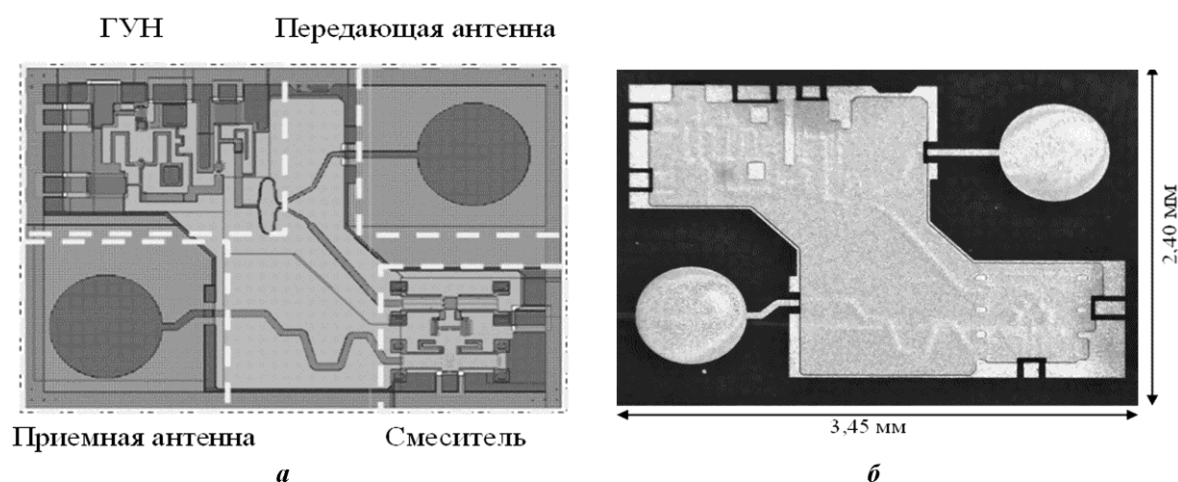 ГУН
Передающая антенна
2,40 мм
3,45 мм
Приемная антенна
Смеситель
а
б